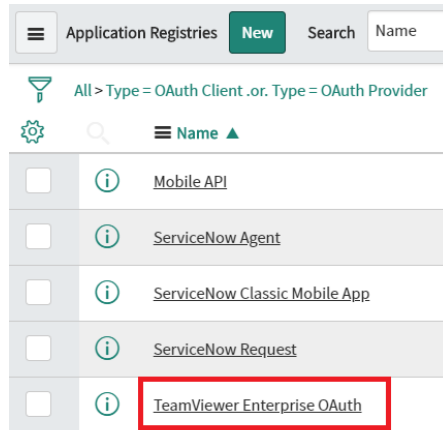 Application Registries New Search Name
All > Type = OAuth Client .or. Type = OAuth Provider
Name ▲
Mobile API
ServiceNow Agent
ServiceNow Classic Mobile App
ServiceNow Request
TeamViewer Enterprise OAuth